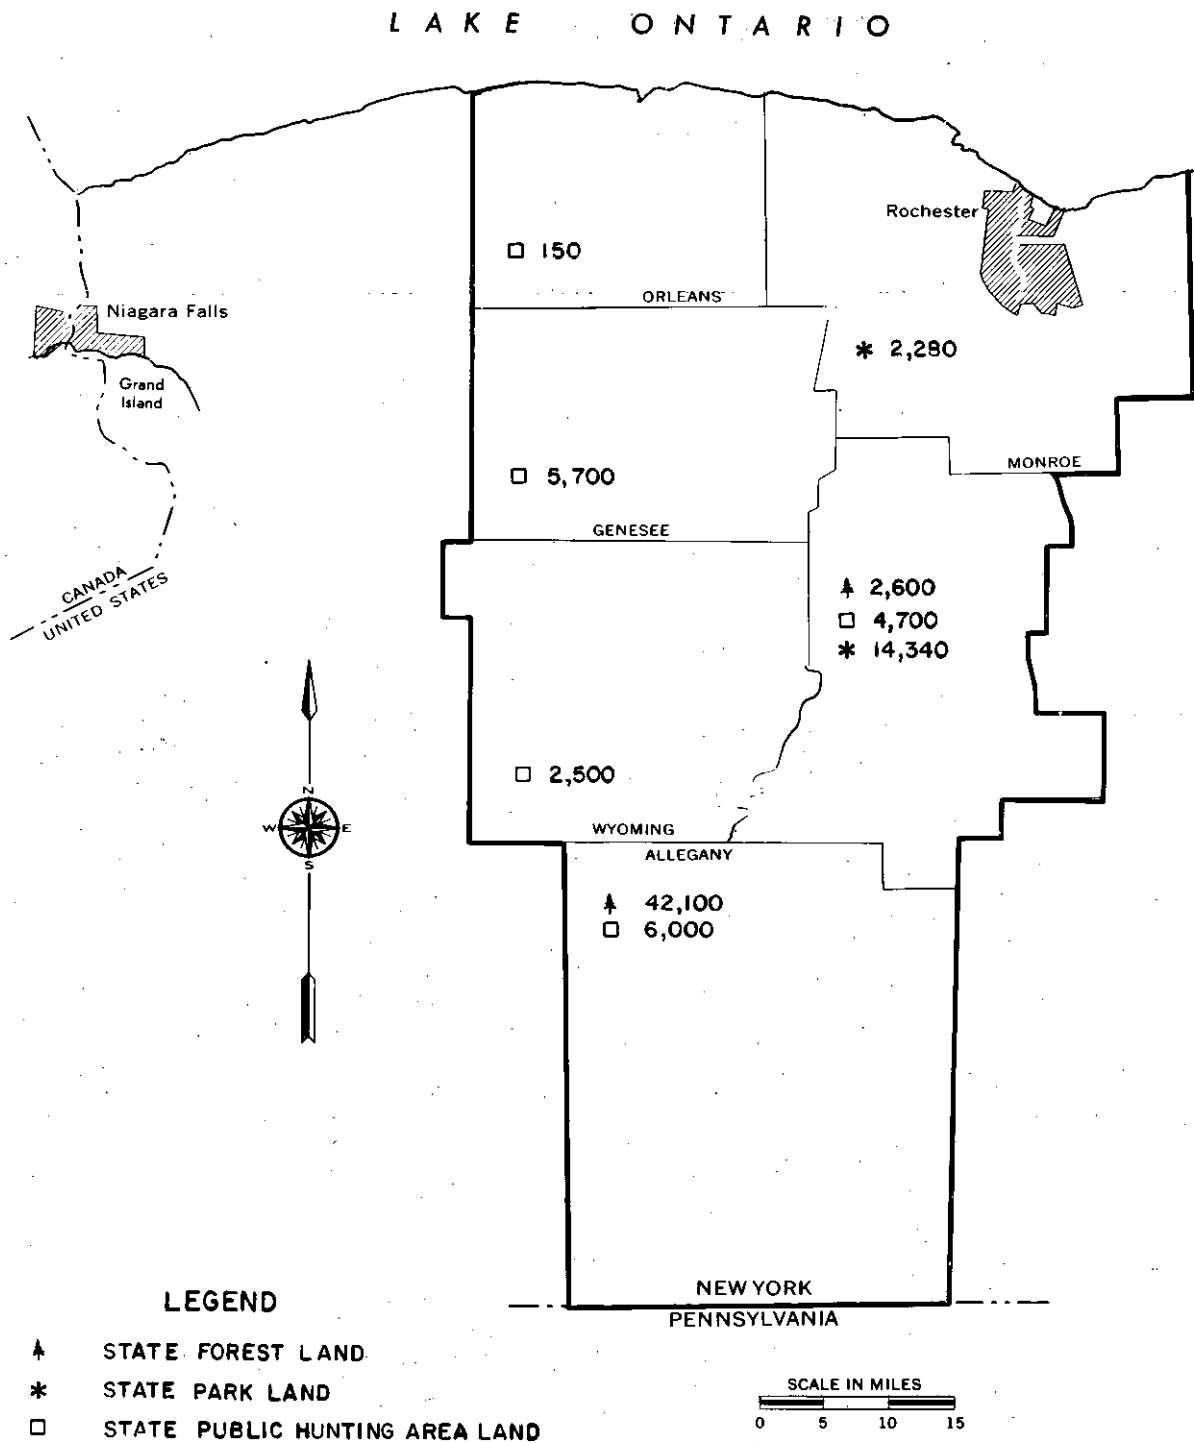 LAKE ONTARIO
Rochester
150
ORLEANS
Niagara Falls
* 2,280
Grand
Island
MONROE
5,700
GENESEE
CANADA
UNITED STATES
2,600
4,700
* 14,340
2,500
N
W E
S
WYOMING
ALLEGANY
42,100
6,000
NEW YORK
PENNSYLVANIA
LEGEND
STATE FOREST LAND
* STATE PARK LAND
STATE PUBLIC HUNTING AREA LAND
SCALE IN MILES
0 5 10 15